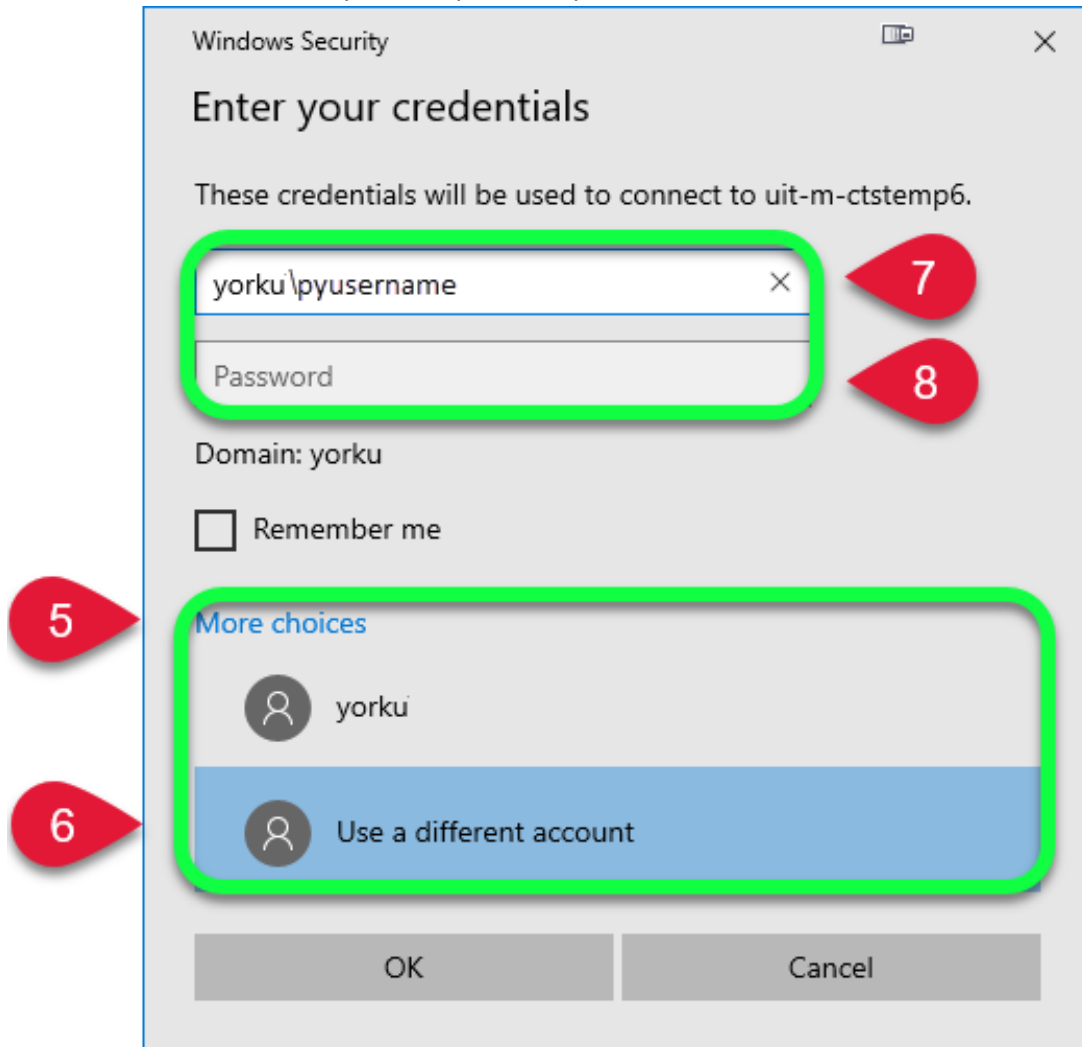 Windows Security
Enter your credentials
These credentials will be used to connect to uit-m-ctstemp6.
yorku\pyusername
7
Password
8
Domain: yorku
Remember me
5
More choices
yorku
6
Use a different account
OK
Cancel